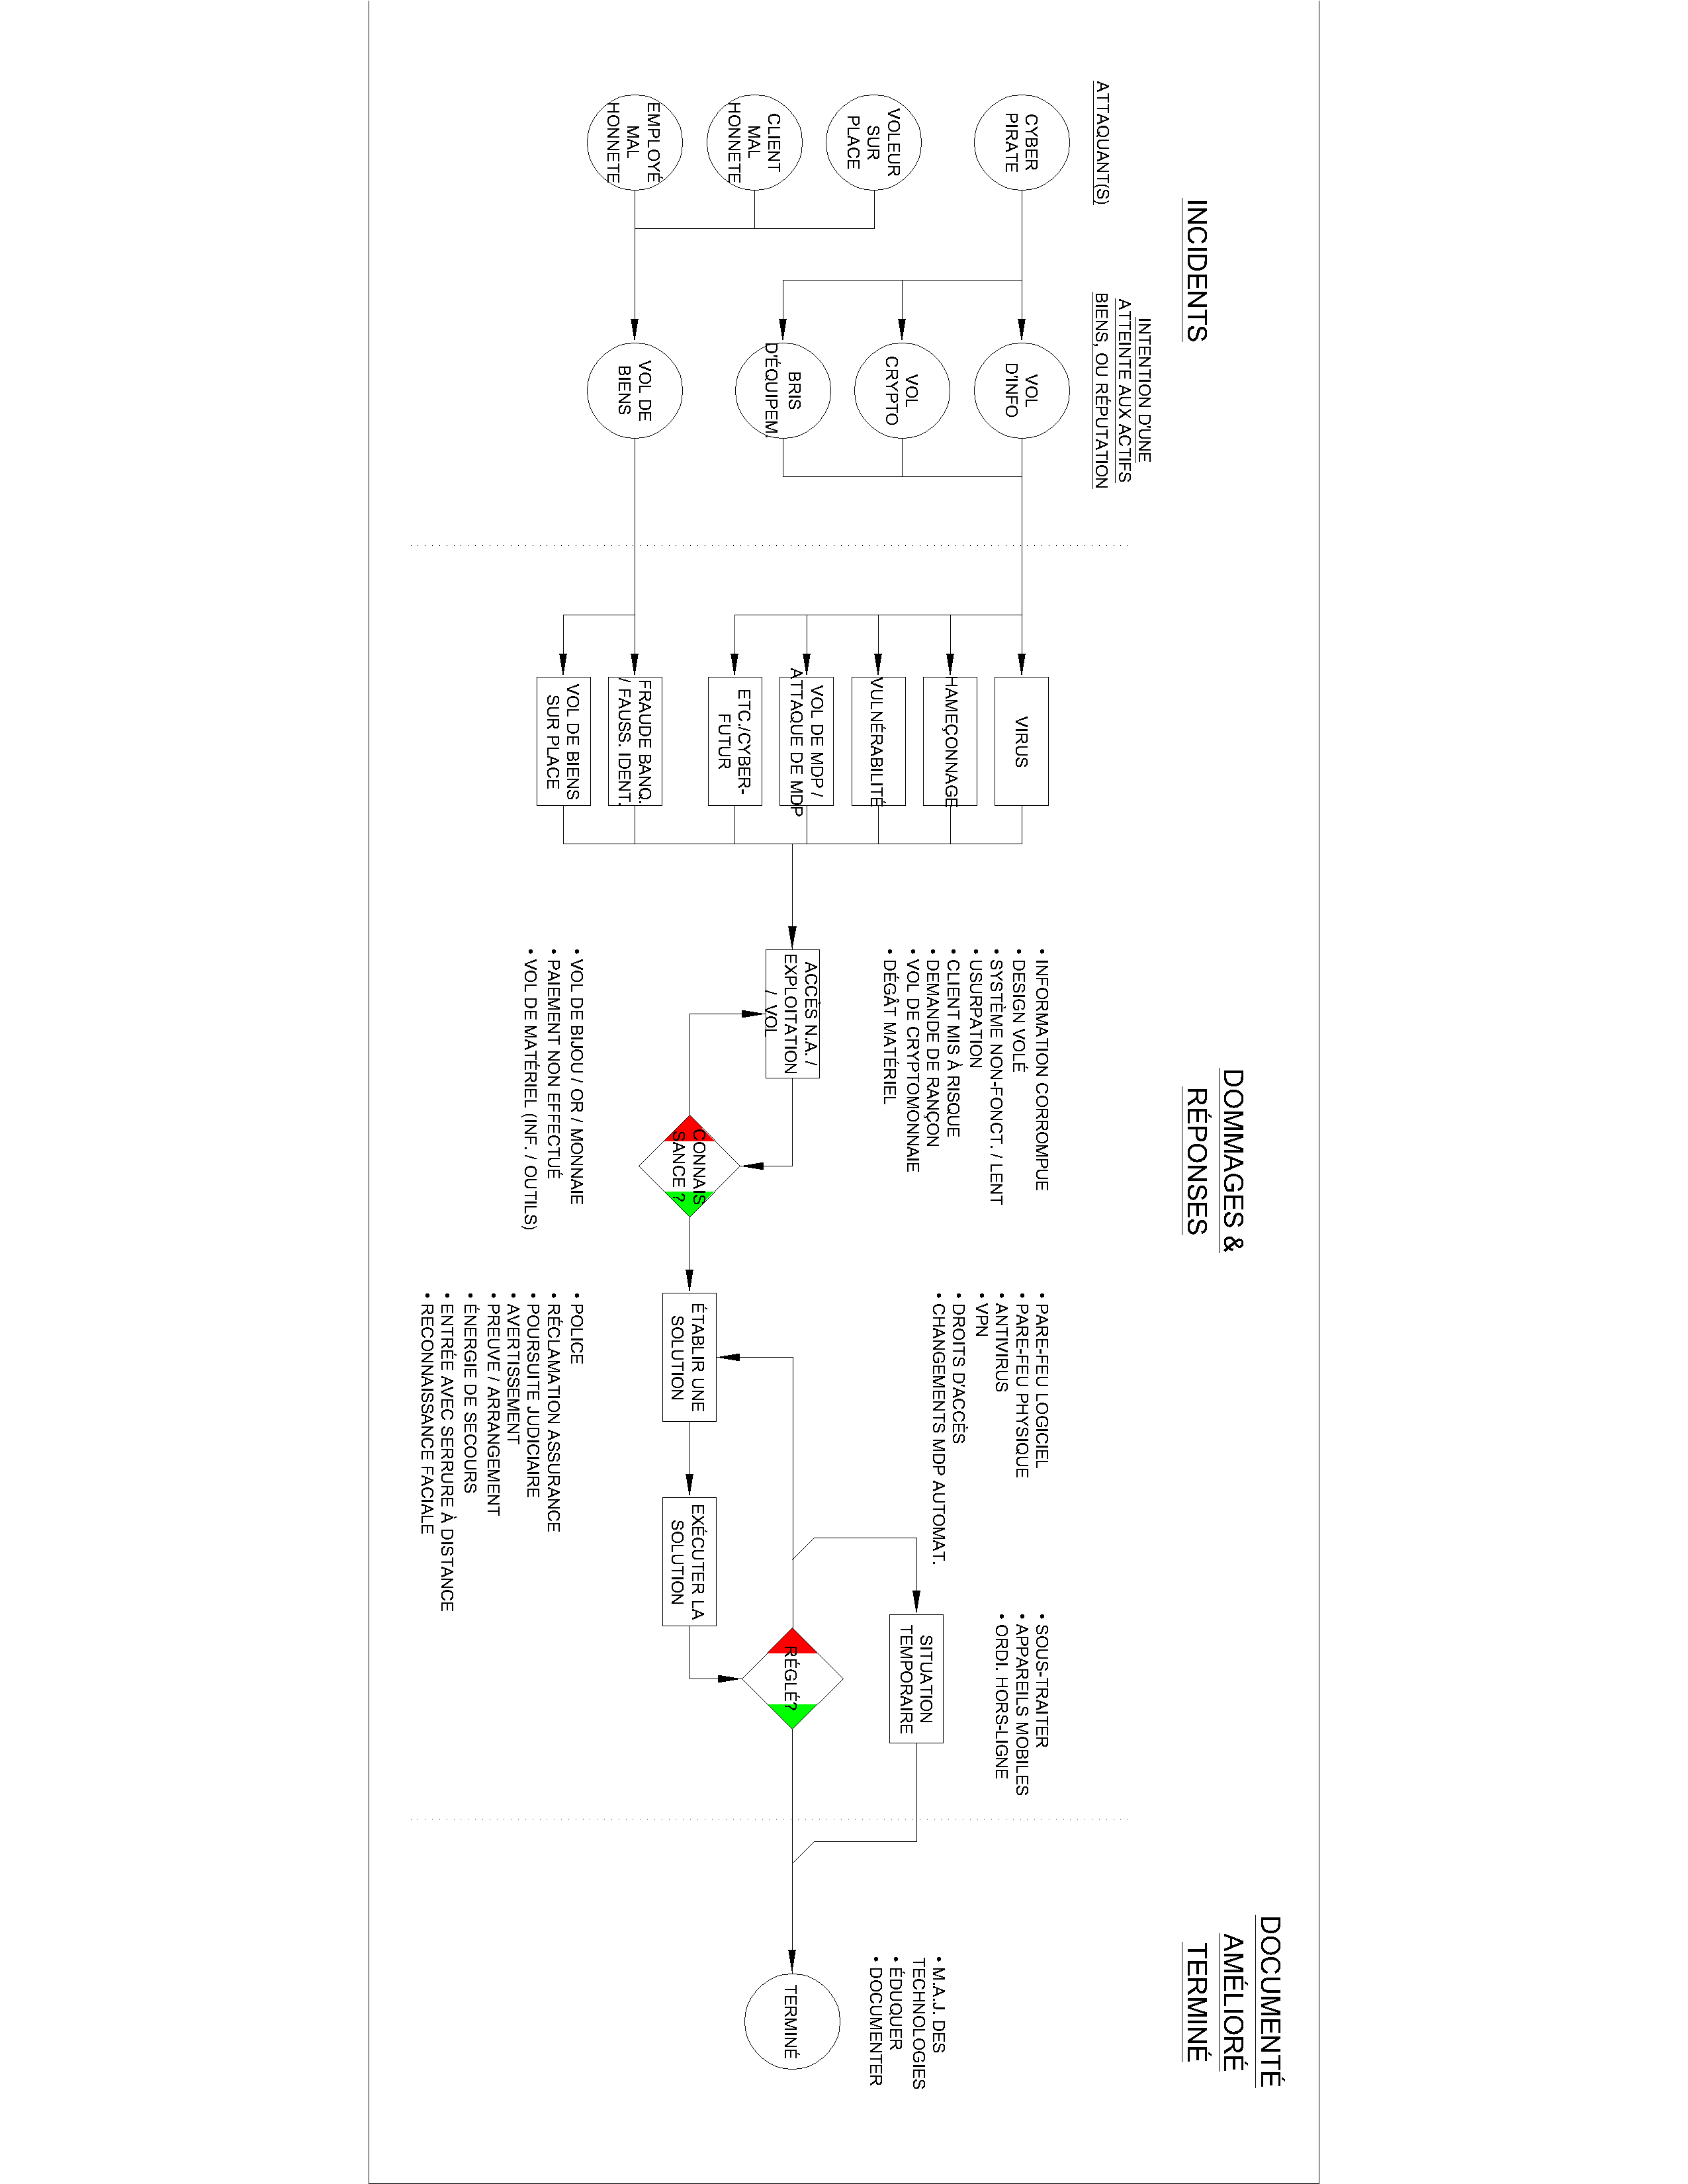 INCIDENTS
ATTAQUANT(S)
INTENTION D'UNE
ATTEINTE AUX ACTIFS
BIENS, OU RÉPUTATION
CYBER
PIRATE
VOLEUR
SUR
PLACE
CLIENT
MAL
HONNETE
EMPLOYÉ
MAL
HONNETE
VOL
D'INFO
VOL
CRYPTO
BRIS
D'ÉQUIPEM.
VOL DE
BIENS
DOMMAGES &
RÉPONSES
VIRUS
HAMEÇONNAGE
VULNÉRABILITÉ
VOL DE MDP /
ATTAQUE DE MDP
ETC./CYBER-
FUTUR
FRAUDE BANQ.
/ FAUSS. IDENT.
VOL DE BIENS
SUR PLACE
• INFORMATION CORROMPUE
• DESIGN VOLÉ
• SYSTÈME NON-FONCT. / LENT
• USURPATION
• CLIENT MIS À RISQUE
• DEMANDE DE RANÇON
• VOL DE CRYPTOMONNAIE
• DÉGÂT MATÉRIEL
ACCÈS N.A. /
EXPLOITATION
/ VOL
CONNAIS
SANCE ?
• VOL DE BIJOU / OR / MONNAIE
• PAIEMENT NON EFFECTUÉ
• VOL DE MATÉRIEL (INF. / OUTILS)
• PARE-FEU LOGICIEL
• PARE-FEU PHYSIQUE
• ANTIVIRUS
• VPN
• DROITS D'ACCÈS
• CHANGEMENTS MDP AUTOMAT.
ÉTABLIR UNE
SOLUTION
EXÉCUTER LA
SOLUTION
• POLICE
• RÉCLAMATION ASSURANCE
• POURSUITE JUDICIAIRE
• AVERTISSEMENT
• PREUVE / ARRANGEMENT
• ÉNERGIE DE SECOURS
• ENTRÉE AVEC SERRURE À DISTANCE
• RECONNAISSANCE FACIALE
• SOUS-TRAITER
• APPAREILS MOBILES
• ORDI. HORS-LIGNE
SITUATION
TEMPORAIRE
RÉGLÉ?
DOCUMENTÉ
AMÉLIORÉ
TERMINÉ
• M.A.J. DES
TECHNOLOGIES
• ÉDUQUER
• DOCUMENTER
TERMINÉ